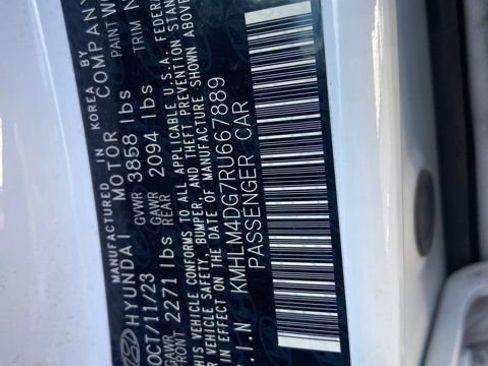 MANUFACTURED IN KOREA BY
HYUNDAI MOTOR COMPANY
OCT/11/23 GVWR 3858 lbs PAINT
GAWR FRONT 2271 lbs GAWR REAR 2094 lbs TRIM
THIS VEHICLE CONFORMS TO ALL APPLICABLE U.S.A. FEDERAL
VEHICLE SAFETY, BUMPER, AND THEFT PREVENTION STANDARDS
IN EFFECT ON THE DATE OF MANUFACTURE SHOWN ABOVE
V.I.N KMHLM4DG7RU667889
PASSENGER CAR